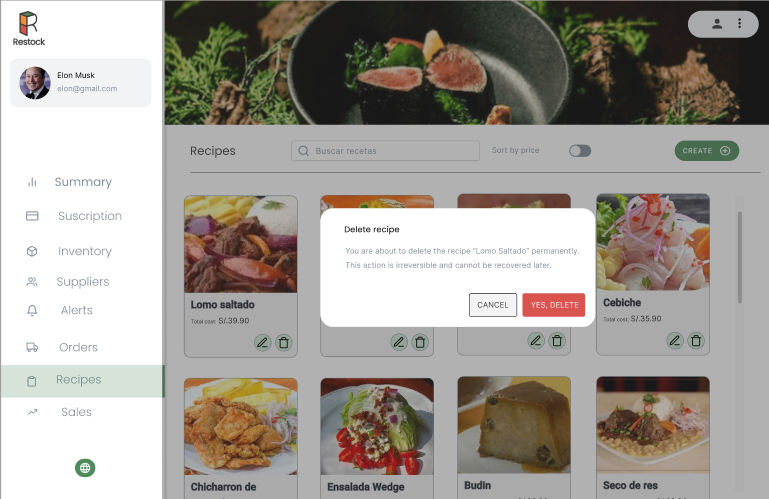 Restock
Elon Musk
elon@gmail.com
Summary
Suscription
Inventory
Suppliers
Alerts
Orders
Recipes
Sales
Recipes
Buscar recetas
Sort by price
CREATE
Delete recipe
You are about to delete the recipe "Lomo Saltado" permanently.
This action is irreversible and cannot be recovered later.
CANCEL
YES, DELETE
Lomo saltado
Total cost: S/.39.90
Cebiche
Total cost: S/.35.90
Chicharron de
Ensalada Wedge
Budin
Seco de res